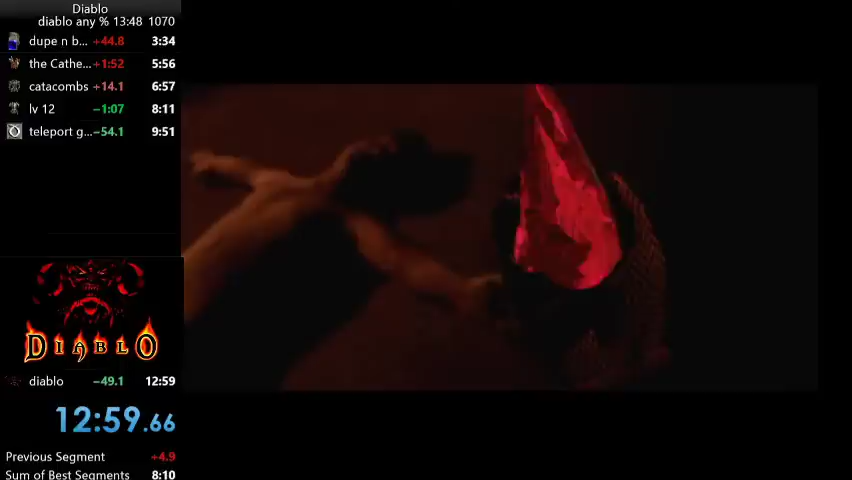 Diablo
diablo any % 13:48 1070
dupe n b... +44.8 3:34
the Cathe... +1:52 5:56
catacombs +14.1 6:57
lv 12 −1:07 8:11
teleport g... −54.1 9:51
DIABLO
diablo −49.1 12:59
12:59.66
Previous Segment +4.9
Sum of Best Segments 8:10